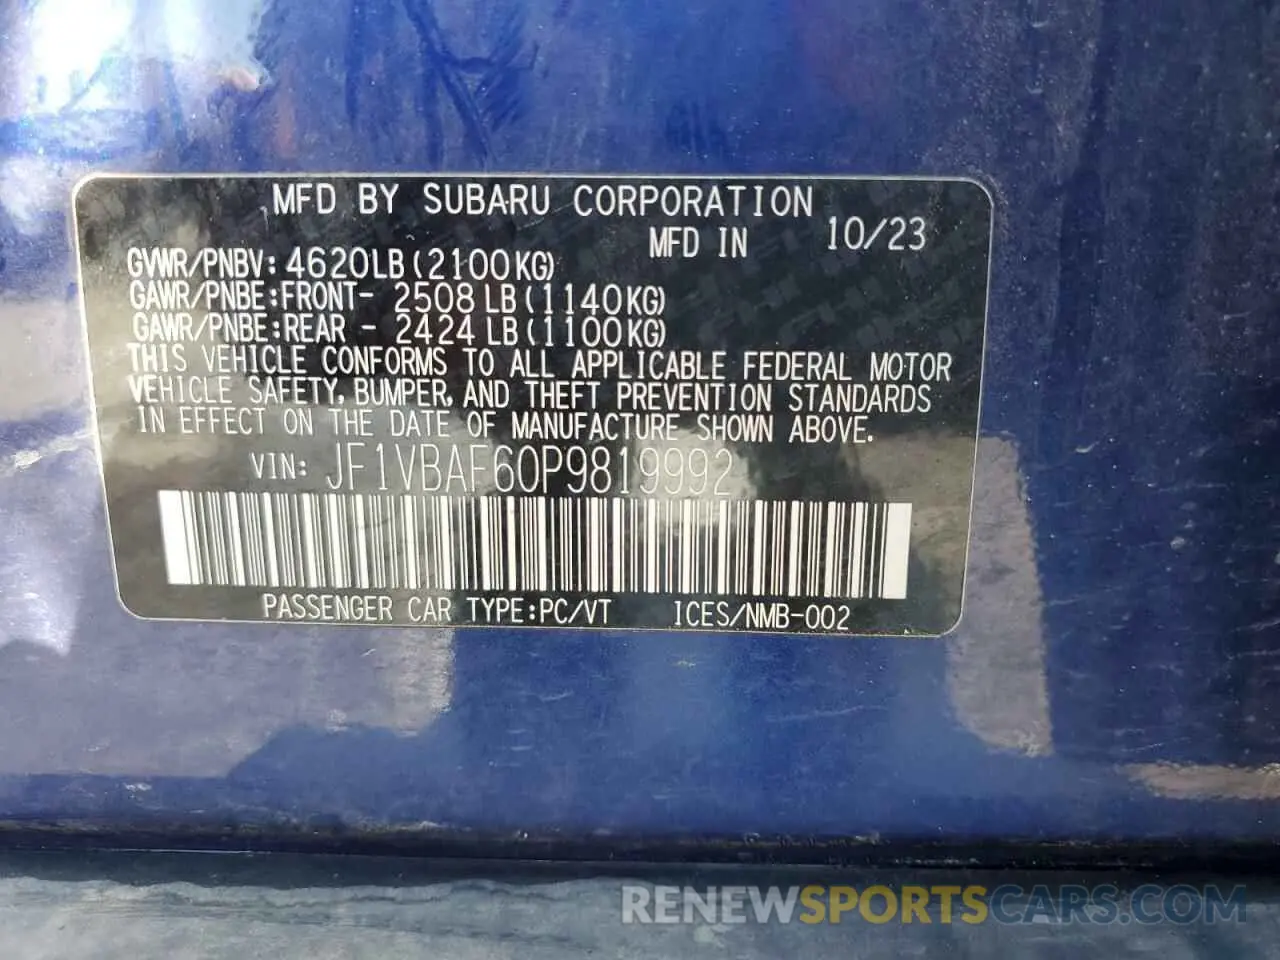 MFD BY SUBARU CORPORATION
MFD IN 10/23
GVWR/PNBV: 4620LB (2100KG)
GAWR/PNBE:FRONT- 2508 LB (1140KG)
GAWR/PNBE:REAR - 2424 LB (1100KG)
THIS VEHICLE CONFORMS TO ALL APPLICABLE FEDERAL MOTOR
VEHICLE SAFETY, BUMPER, AND THEFT PREVENTION STANDARDS
IN EFFECT ON THE DATE OF MANUFACTURE SHOWN ABOVE.
VIN: JF1VBAF60P9819992
PASSENGER CAR TYPE:PC/VT ICES/NMB-002
RENEWSPORTSCARS.COM